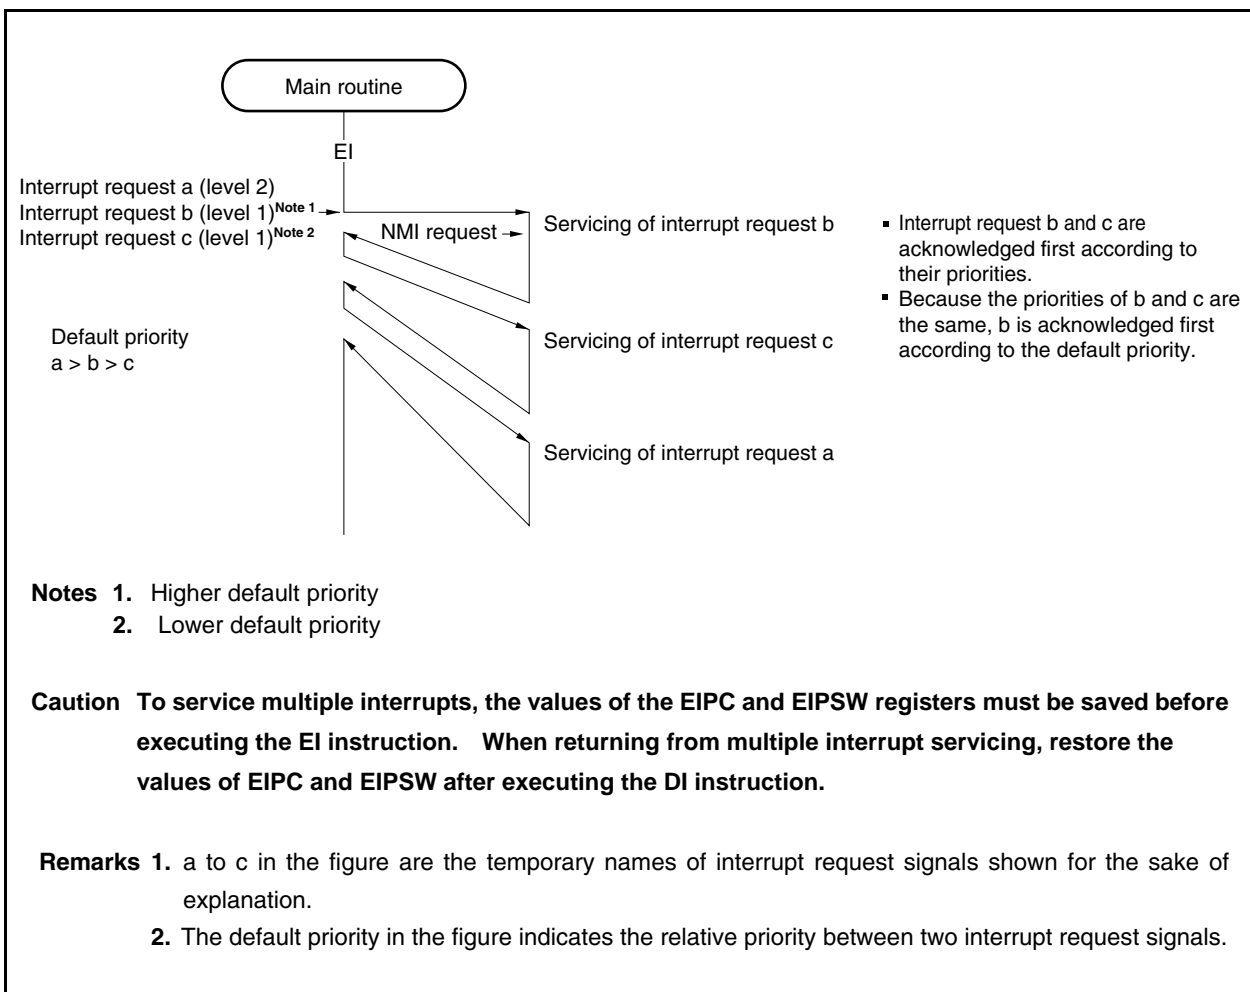 Main routine
EI
Interrupt request a (level 2)
Interrupt request b (level 1)Note 1
Interrupt request c (level 1)Note 2
NMI request
Servicing of interrupt request b
▪ Interrupt request b and c are
acknowledged first according to
their priorities.
▪ Because the priorities of b and c are
the same, b is acknowledged first
according to the default priority.
Default priority
a > b > c
Servicing of interrupt request c
Servicing of interrupt request a
Notes 1. Higher default priority
2. Lower default priority
Caution To service multiple interrupts, the values of the EIPC and EIPSW registers must be saved before
executing the EI instruction. When returning from multiple interrupt servicing, restore the
values of EIPC and EIPSW after executing the DI instruction.
Remarks 1. a to c in the figure are the temporary names of interrupt request signals shown for the sake of
explanation.
2. The default priority in the figure indicates the relative priority between two interrupt request signals.